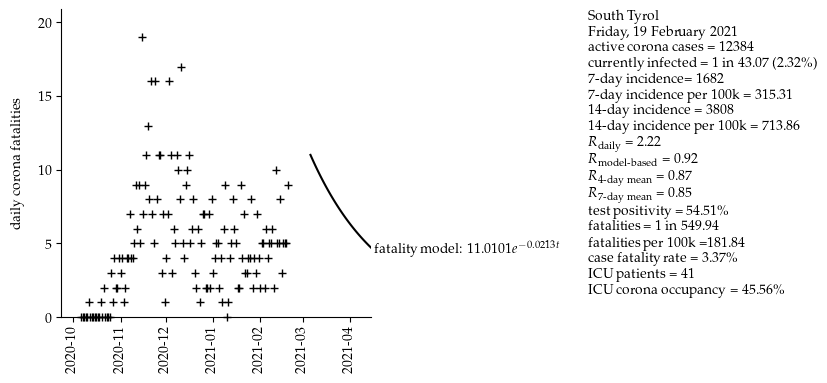 South Tyrol
Friday, 19 February 2021
active corona cases = 12384
currently infected = 1 in 43.07 (2.32%)
7-day incidence= 1682
7-day incidence per 100k = 315.31
14-day incidence = 3808
14-day incidence per 100k = 713.86
R_daily = 2.22
R_model-based = 0.92
R_4-day mean = 0.87
R_7-day mean = 0.85
test positivity = 54.51%
fatalities = 1 in 549.94
fatalities per 100k =181.84
case fatality rate = 3.37%
ICU patients = 41
ICU corona occupancy = 45.56%
daily corona fatalities
20
15
10
5
0
fatality model: 11.0101e^{-0.0213t}
2020-10
2020-11
2020-12
2021-01
2021-02
2021-03
2021-04